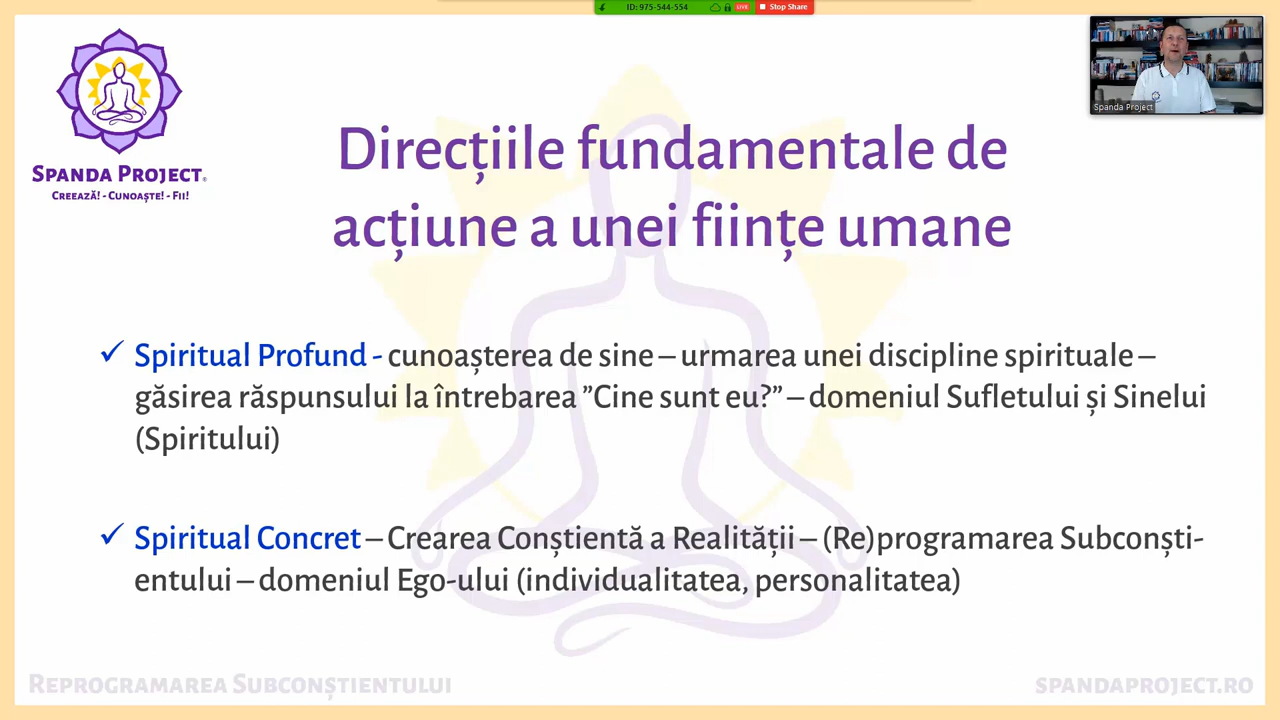 ID: 975-544-554
LIVE
Stop Share
Spanda Project
SPANDA PROJECT®
CREEAZĂ! - CUNOAȘTE! - FII!
Direcțiile fundamentale de
acțiune a unei ființe umane
✓ Spiritual Profund - cunoașterea de sine – urmarea unei discipline spirituale –
găsirea răspunsului la întrebarea ”Cine sunt eu?” – domeniul Sufletului și Sinelui
(Spiritului)
✓ Spiritual Concret – Crearea Conștientă a Realității – (Re)programarea Subconști-
entului – domeniul Ego-ului (individualitatea, personalitatea)
REPROGRAMAREA SUBCONȘTIENTULUI
SPANDAPROJECT.RO